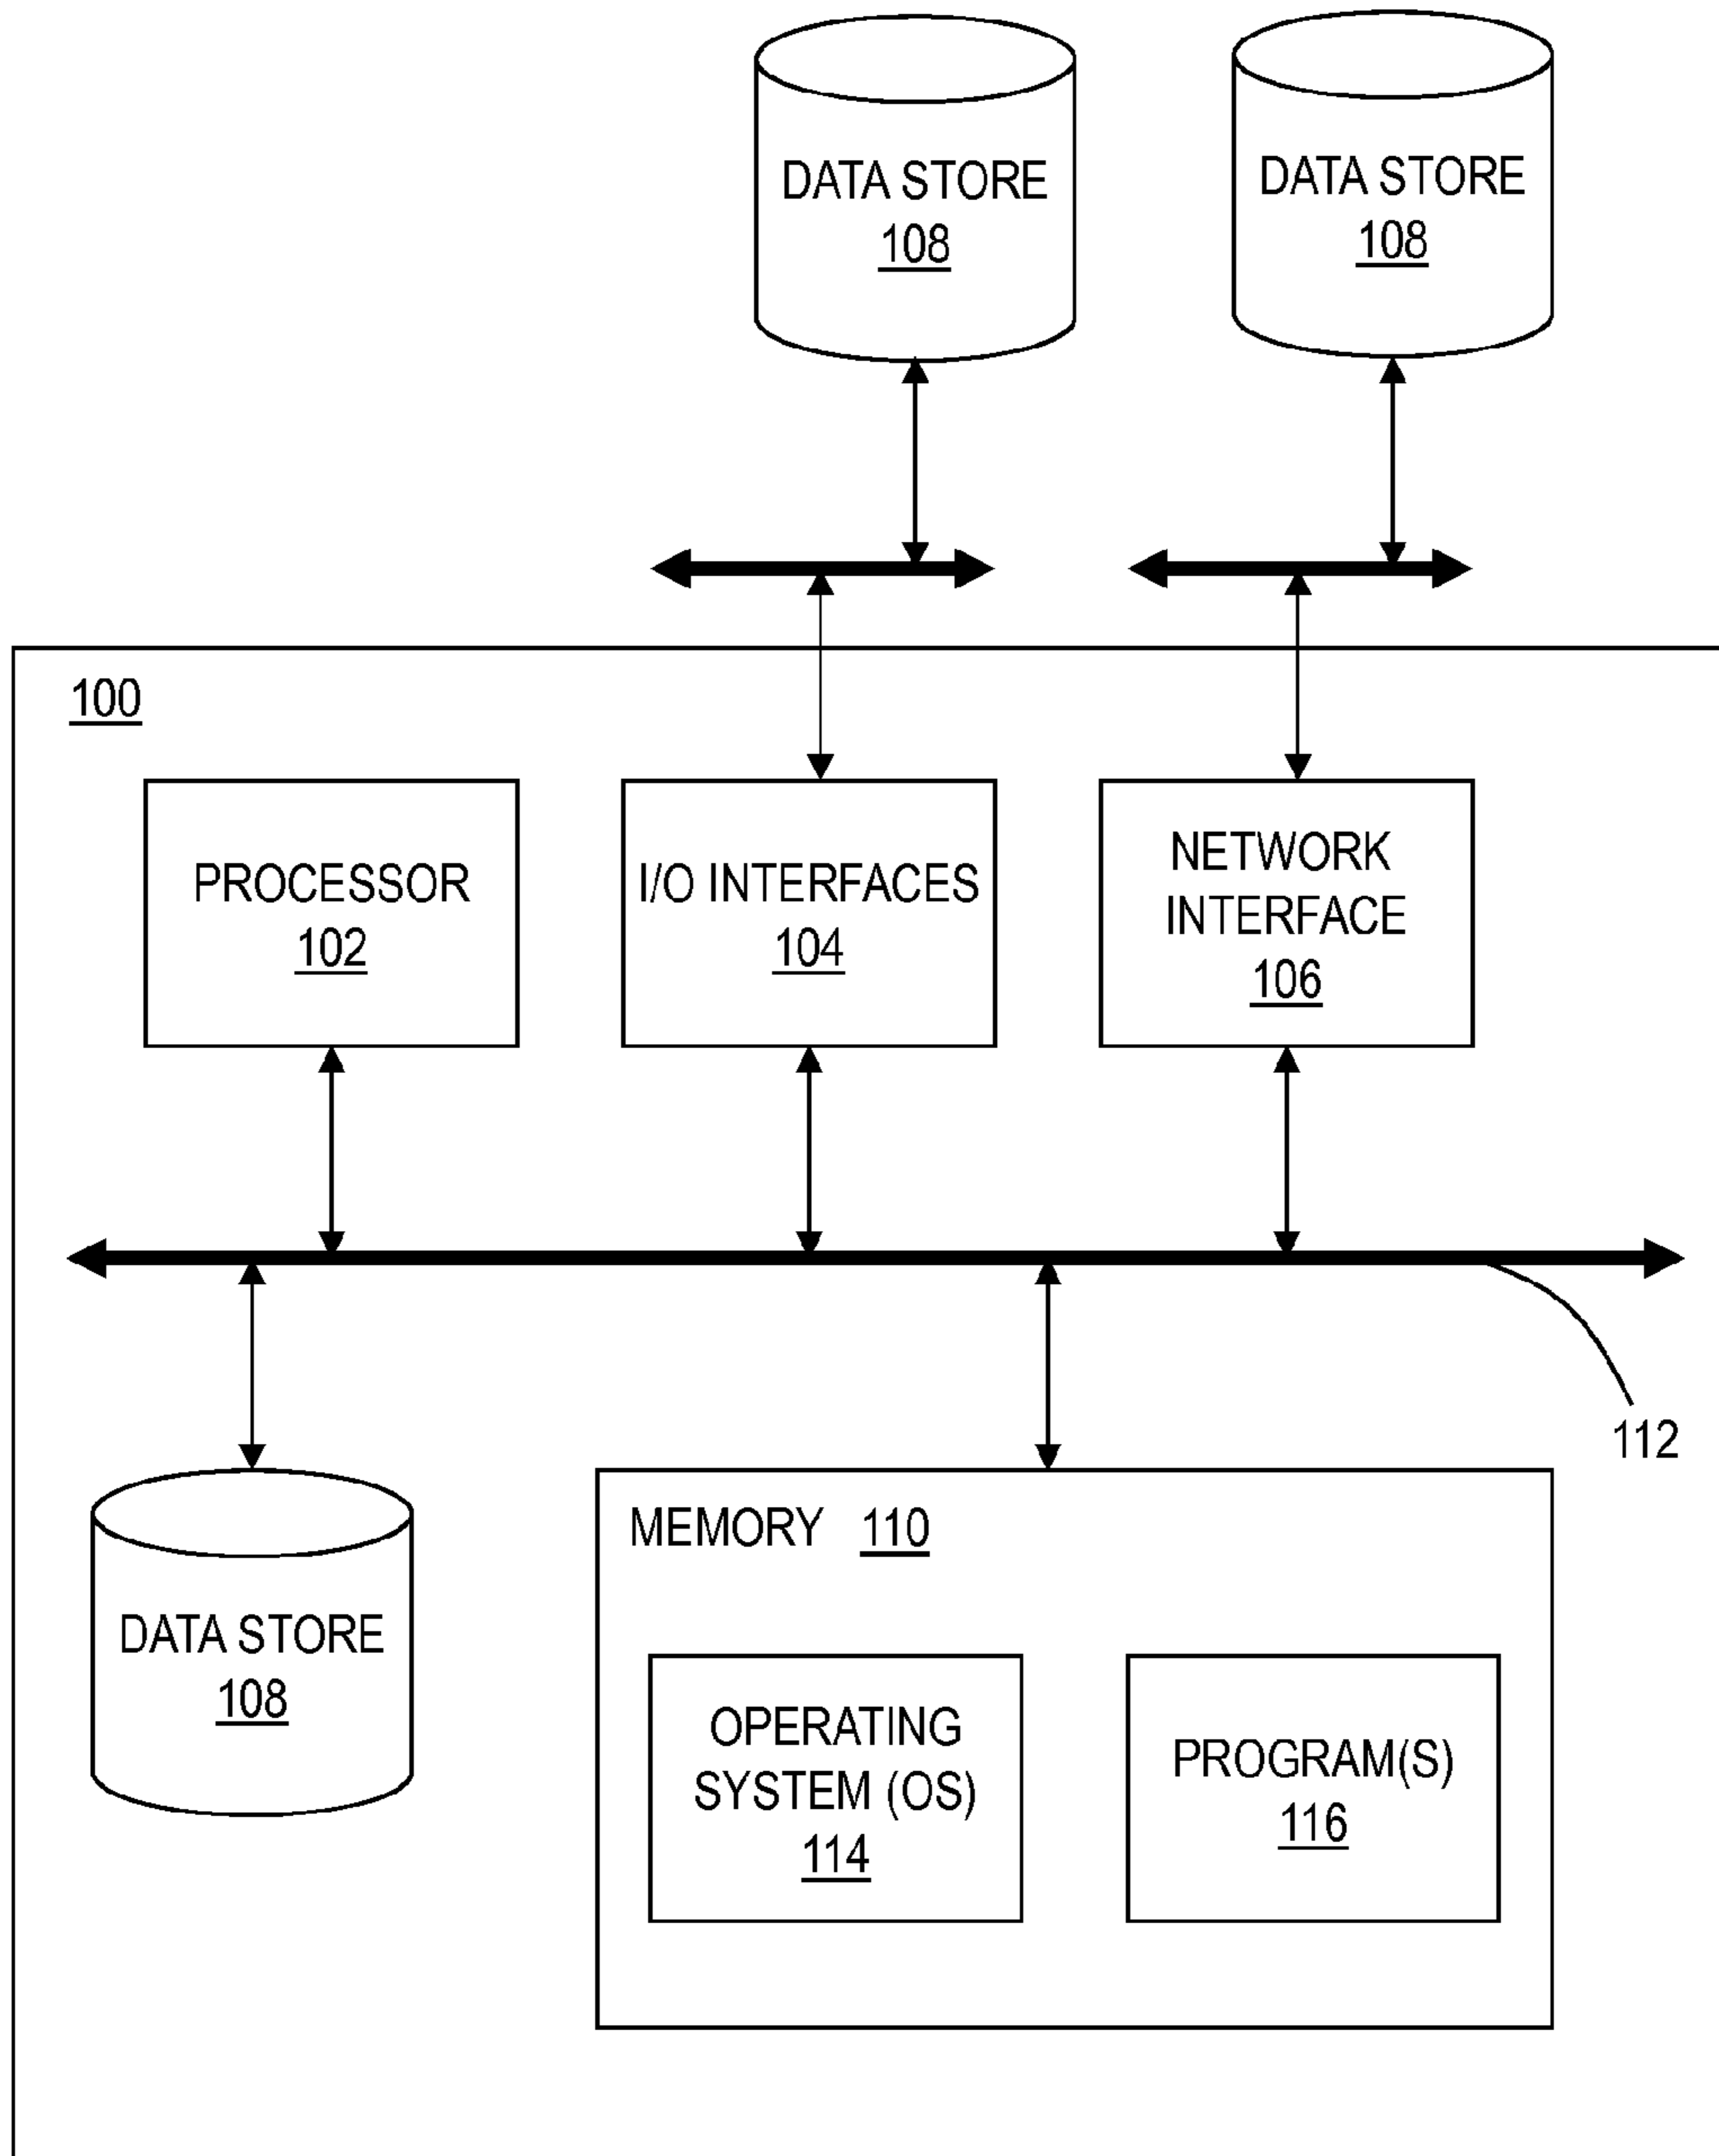 DATA STORE
108
DATA STORE
108
100
PROCESSOR
102
I/O INTERFACES
104
NETWORK
INTERFACE
106
112
DATA STORE
108
MEMORY 110
OPERATING
SYSTEM (OS)
114
PROGRAM(S)
116